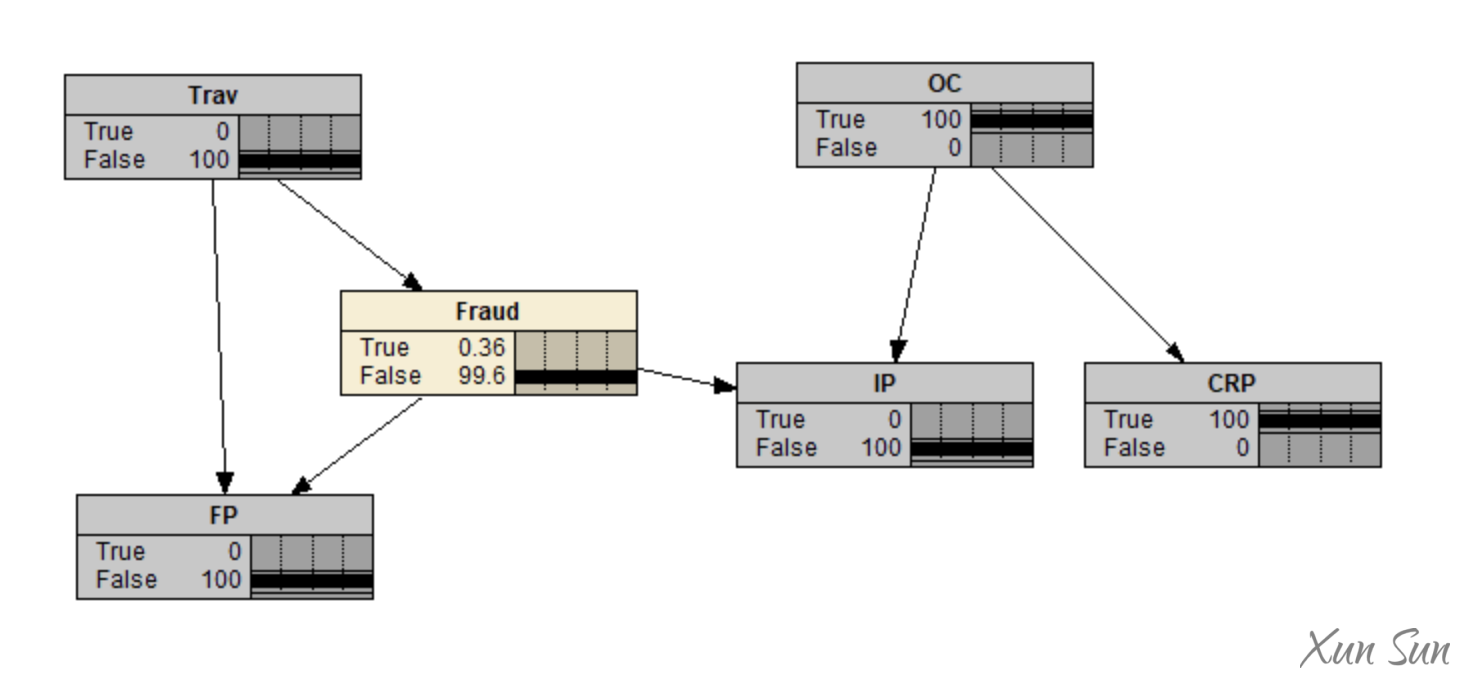 Trav
True 0
False 100
OC
True 100
False 0
Fraud
True 0.36
False 99.6
IP
True 0
False 100
CRP
True 100
False 0
FP
True 0
False 100
Xun Sun